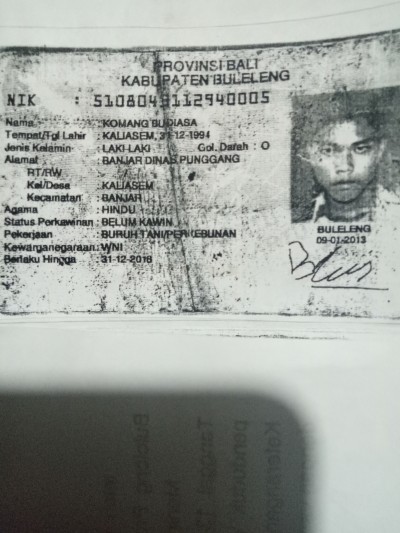 PROVINSI BALI
KABUPATEN BULELENG
NIK : 5108043112940005
Nama : KOMANG BUDIASA
Tempat/Tgl Lahir : KALIASEM, 31-12-1994
Jenis Kelamin : LAKI-LAKI Gol. Darah : O
Alamat : BANJAR DINAS PUNGGANG
RT/RW :
Kel/Desa : KALIASEM
Kecamatan : BANJAR
Agama : HINDU
Status Perkawinan : BELUM KAWIN
Pekerjaan : BURUH TANI/PERKEBUNAN
Kewarganegaraan : WNI
Berlaku Hingga : 31-12-2018
BULELENG
09-01-2013